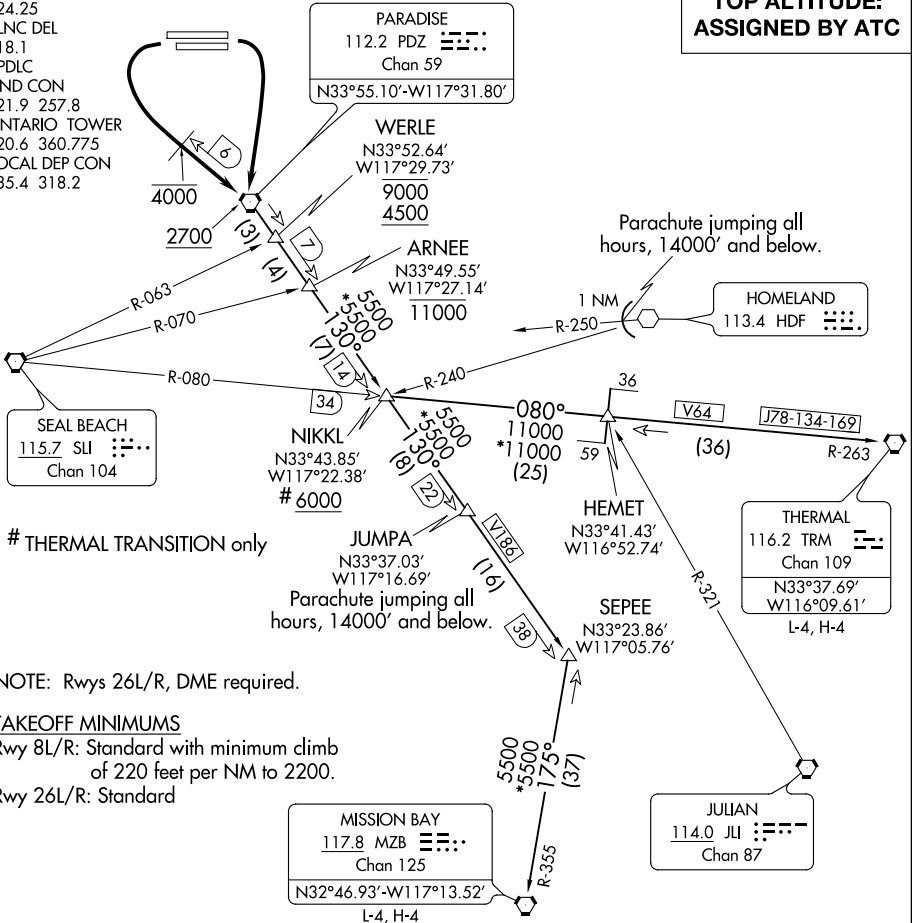 24.25
LNC DEL
18.1
PDLC
ND CON
21.9 257.8
NTARIO TOWER
20.6 360.775
OCAL DEP CON
35.4 318.2
TOP ALTITUDE:
ASSIGNED BY ATC
PARADISE
112.2 PDZ
Chan 59
N33°55.10'-W117°31.80'
6
4000
2700
WERLE
N33°52.64'
W117°29.73'
9000
4500
(3)
7
(4)
ARNEE
N33°49.55'
W117°27.14'
11000
R-063
R-070
R-080
5500
*5500
130°
(7)
14
34
Parachute jumping all
hours, 14000' and below.
1 NM
R-250
R-240
HOMELAND
113.4 HDF
SEAL BEACH
115.7 SLI
Chan 104
NIKKL
N33°43.85'
W117°22.38'
# 6000
5500
*5500
130°
(8)
22
080°
11000
*11000
(25)
36
59
V64
J78-134-169
(36)
R-263
HEMET
N33°41.43'
W116°52.74'
THERMAL
116.2 TRM
Chan 109
N33°37.69'
W116°09.61'
L-4, H-4
# THERMAL TRANSITION only
JUMPA
N33°37.03'
W117°16.69'
Parachute jumping all
hours, 14000' and below.
V186
(16)
38
R-321
SEPEE
N33°23.86'
W117°05.76'
NOTE: Rwys 26L/R, DME required.
TAKEOFF MINIMUMS
Rwy 8L/R: Standard with minimum climb
of 220 feet per NM to 2200.
Rwy 26L/R: Standard
5500
*5500
175°
(37)
R-355
MISSION BAY
117.8 MZB
Chan 125
N32°46.93'-W117°13.52'
L-4, H-4
JULIAN
114.0 JLI
Chan 87